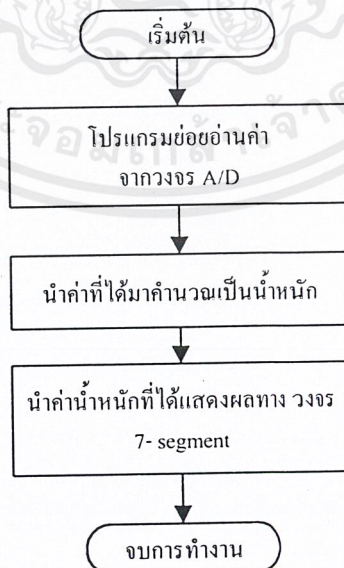 เริ่มต้น
โปรแกรมย่อยอ่านค่า
จากวงจร A/D
นำค่าที่ได้มาคำนวณเป็นน้ำหนัก
นำค่าน้ำหนักที่ได้แสดงผลทาง วงจร
7- segment
จบการทำงาน